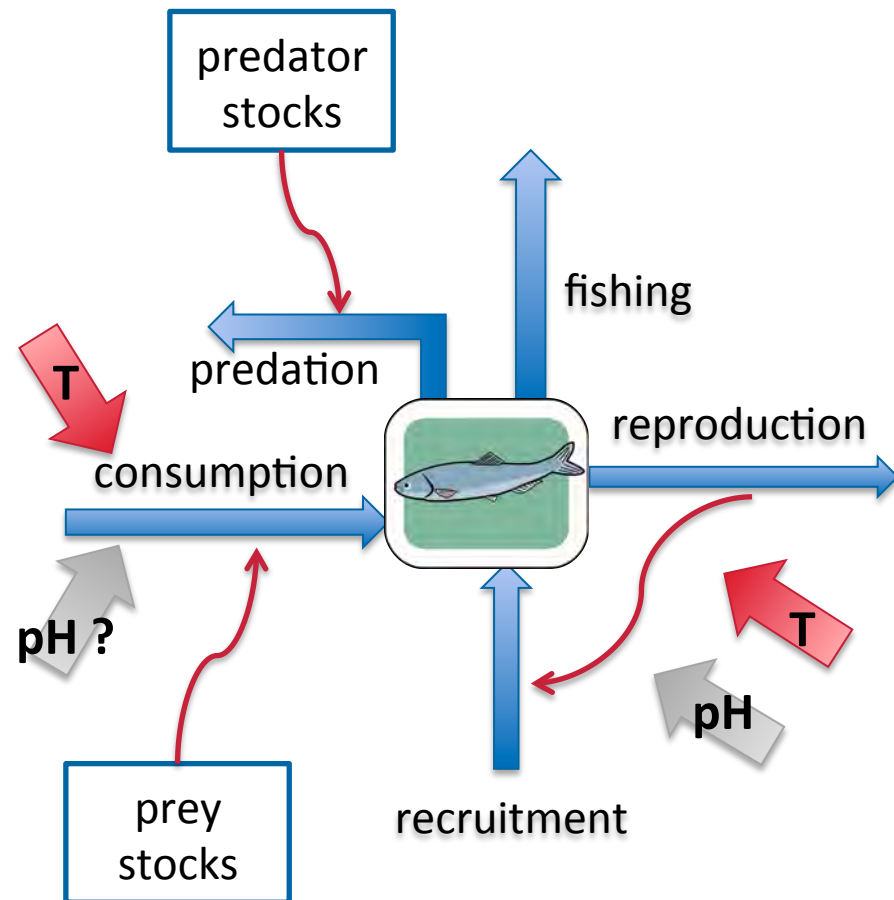 predator
stocks
fishing
predation
T
reproduction
consumption
pH ?
T
pH
recruitment
prey
stocks